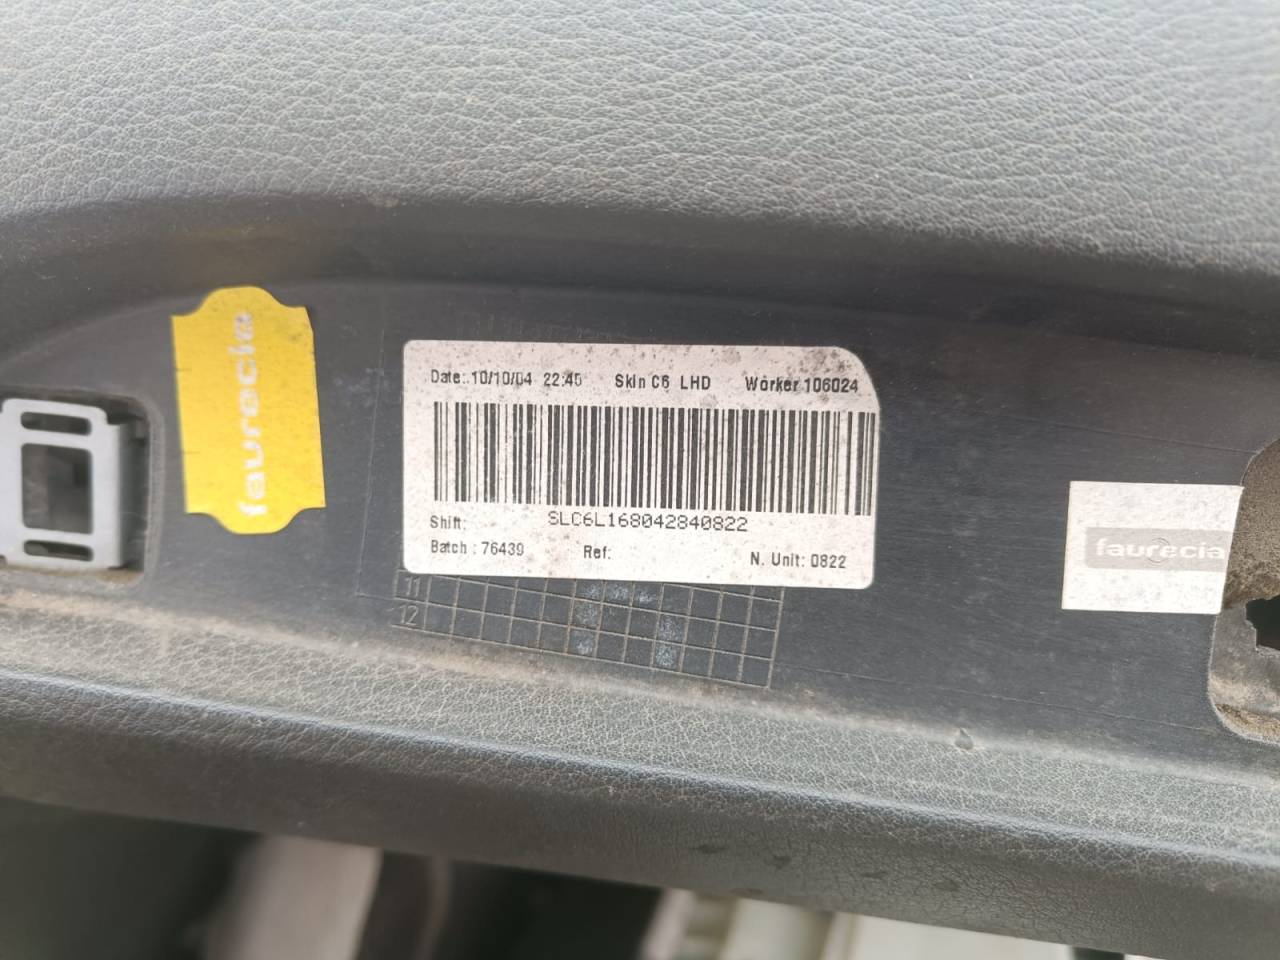 faurecia
Date:.10/10/04 22:45 Skin C6 LHD Worker 106024
SLC6L168042840822
Shift:
Batch : 76439 Ref: N. Unit: 0822
faurecia
11
12